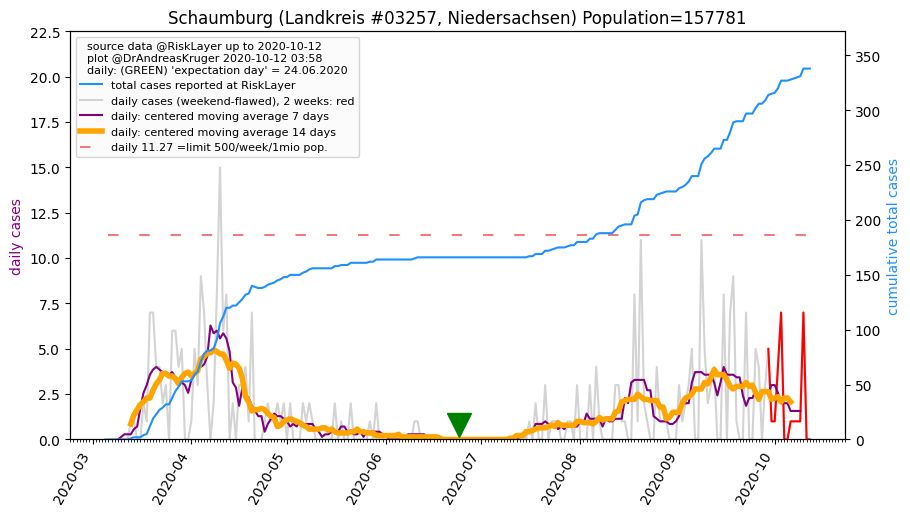 Schaumburg (Landkreis #03257, Niedersachsen) Population=157781
source data @RiskLayer up to 2020-10-12
plot @DrAndreasKruger 2020-10-12 03:58
daily: (GREEN) 'expectation day' = 24.06.2020
total cases reported at RiskLayer
daily cases (weekend-flawed), 2 weeks: red
daily: centered moving average 7 days
daily: centered moving average 14 days
daily 11.27 =limit 500/week/1mio pop.
daily cases
22.5
20.0
17.5
15.0
12.5
10.0
7.5
5.0
2.5
0.0
350
300
250
200
150
100
50
0
cumulative total cases
2020-03
2020-04
2020-05
2020-06
2020-07
2020-08
2020-09
2020-10